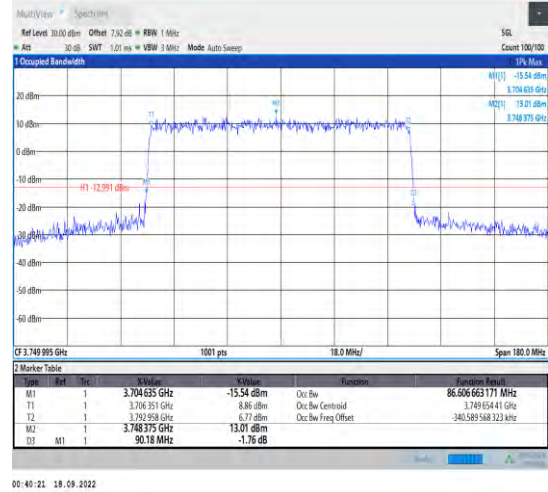 MultiView Spectrum
Ref Level 30.00 dBm Offset 7.92 dB RBW 1 MHz SGL
Att 30 dB SWT 1.01 ms VBW 3 MHz Mode Auto Sweep Count 100/100
1 Occupied Bandwidth 1Pk Max
M1[1] -15.54 dBm
3.704 635 GHz
20 dBm
M2[1] 13.01 dBm
3.748 375 GHz
T1 M2
10 dBm
0 dBm
-10 dBm
M1
H1 -12.991 dBm
D3
-20 dBm
-30 dBm
-40 dBm
-50 dBm
-60 dBm
CF 3.749 995 GHz 1001 pts 18.0 MHz/ Span 180.0 MHz
2 Marker Table
Type Ref Trc X-Value Y-Value Function Function Result
M1 1 3.704 635 GHz -15.54 dBm Occ Bw 86.606 663 171 MHz
T1 1 3.706 351 GHz 8.86 dBm Occ Bw Centroid 3.749 654 41 GHz
T2 1 3.792 958 GHz 6.77 dBm Occ Bw Freq Offset -340.589 568 323 kHz
M2 1 3.748 375 GHz 13.01 dBm
D3 M1 1 90.18 MHz -1.76 dB
00:40:21 18.09.2022